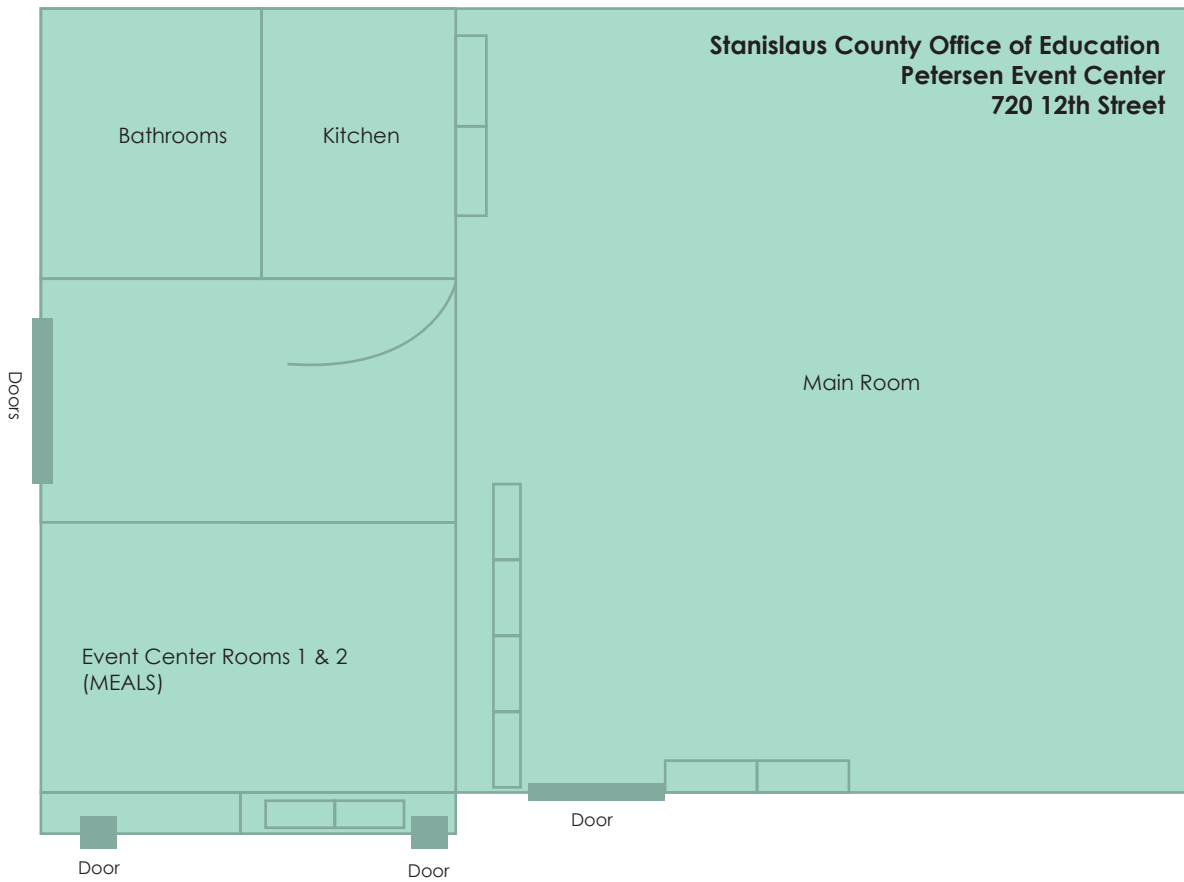 Stanislaus County Office of Education
Petersen Event Center
720 12th Street
Bathrooms
Kitchen
Doors
Main Room
Event Center Rooms 1 & 2
(MEALS)
Door
Door
Door